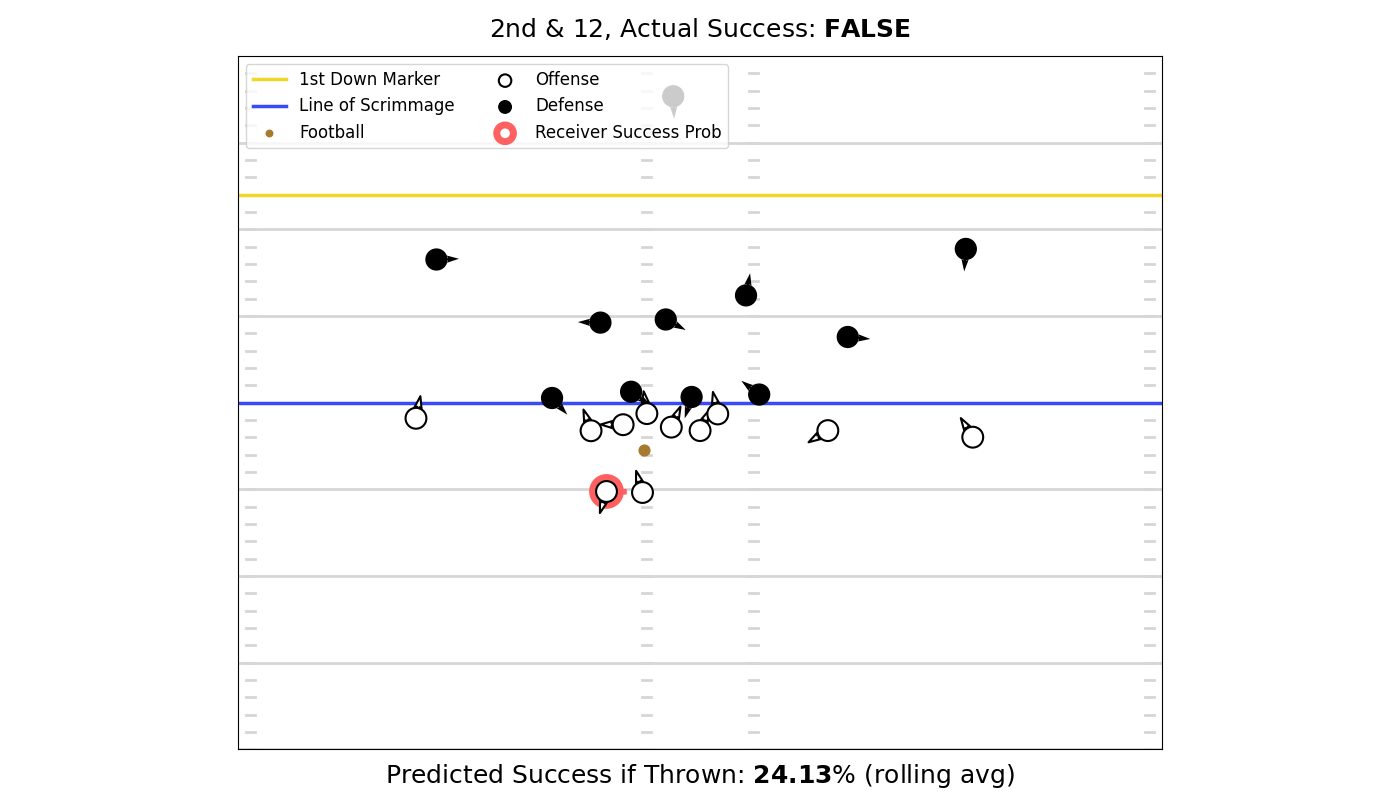 2nd & 12, Actual Success: FALSE
1st Down Marker
Line of Scrimmage
Football
Offense
Defense
Receiver Success Prob
Predicted Success if Thrown: 24.13% (rolling avg)